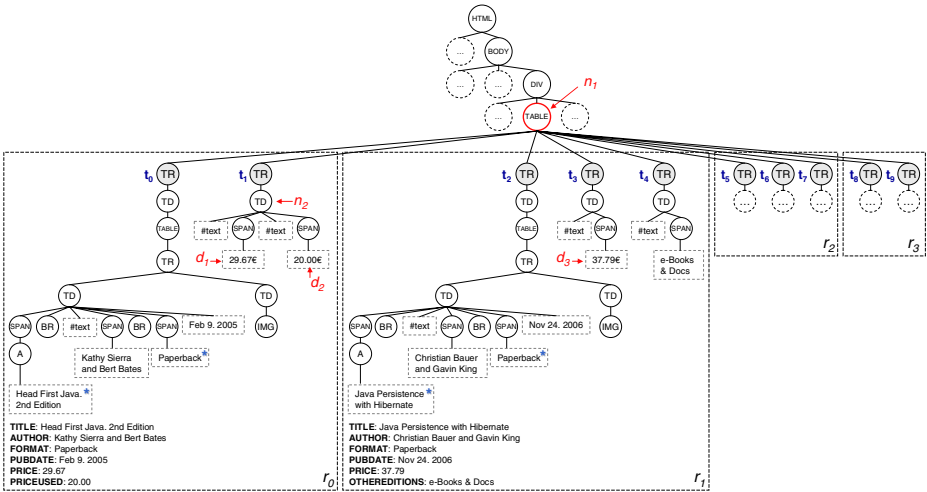 HTML
... BODY
... ... DIV
n1
... TABLE ...
t0 TR t1 TR t2 TR t3 TR t4 TR t5 TR t6 TR t7 TR t8 TR t9 TR
TD TD n2 TD TD TD ... ... ... ... ...
r2 r3
TABLE #text SPAN #text SPAN TABLE #text SPAN #text SPAN
TR d1 29.67€ 20.00€ TR d3 37.79€ e-Books
& Docs
d2
TD TD TD TD
SPAN BR #text SPAN BR SPAN Feb 9. 2005 IMG SPAN BR #text SPAN BR SPAN Nov 24. 2006 IMG
A Kathy Sierra
and Bert Bates
Paperback *
A Christian Bauer
and Gavin King
Paperback *
Head First Java. *
2nd Edition
Java Persistence *
with Hibernate
TITLE: Head First Java. 2nd Edition
AUTHOR: Kathy Sierra and Bert Bates
FORMAT: Paperback
PUBDATE: Feb 9. 2005
PRICE: 29.67
PRICEUSED: 20.00
r0
TITLE: Java Persistence with Hibernate
AUTHOR: Christian Bauer and Gavin King
FORMAT: Paperback
PUBDATE: Nov 24. 2006
PRICE: 37.79
OTHEREDITIONS: e-Books & Docs
r1